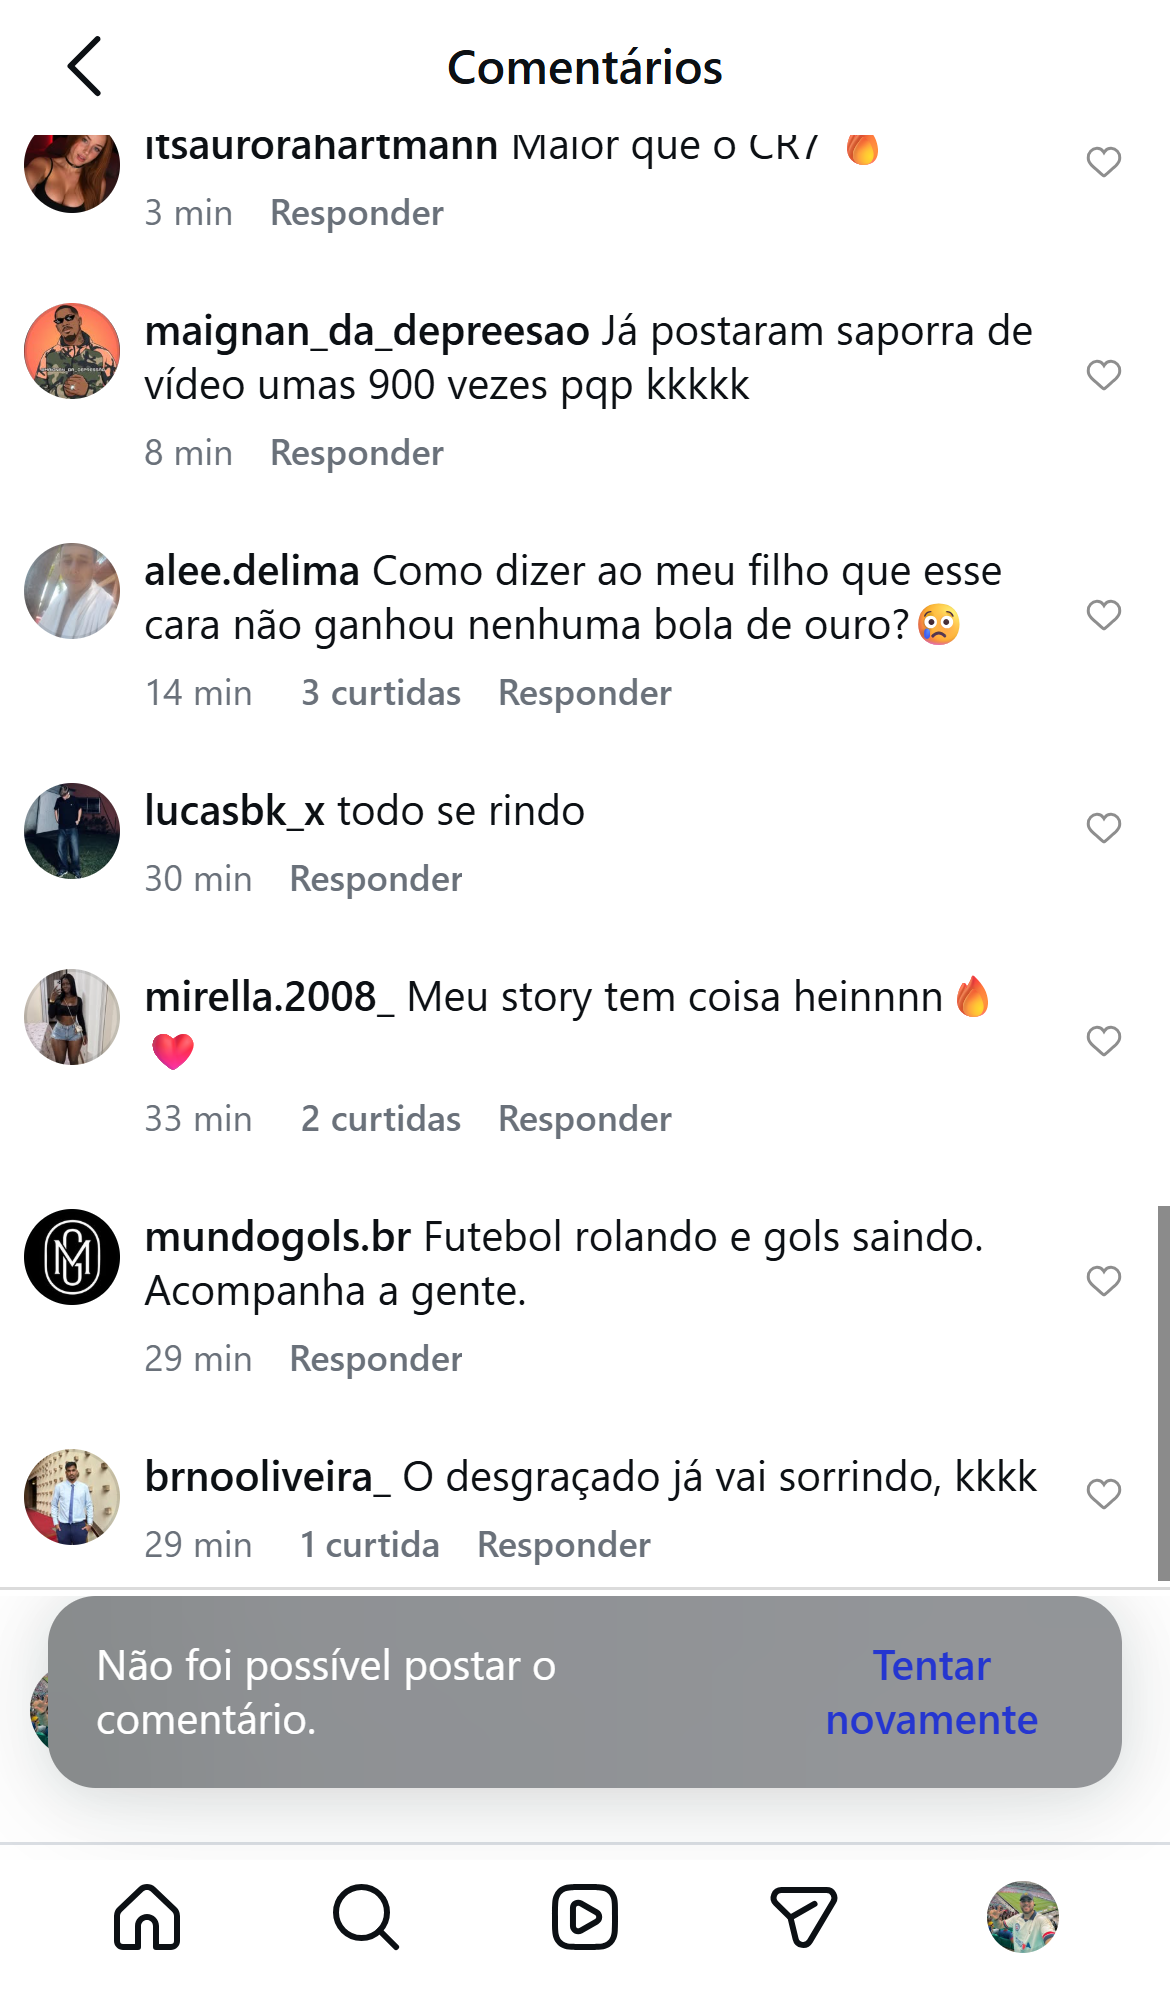 Comentários
itsaurorahartmann Maior que o CR7 🔥
3 min Responder
maignan_da_depreesao Já postaram saporra de
vídeo umas 900 vezes pqp kkkkk
8 min Responder
alee.delima Como dizer ao meu filho que esse
cara não ganhou nenhuma bola de ouro?😢
14 min 3 curtidas Responder
lucasbk_x todo se rindo
30 min Responder
mirella.2008_ Meu story tem coisa heinnnn🔥
❤️
33 min 2 curtidas Responder
mundogols.br Futebol rolando e gols saindo.
Acompanha a gente.
29 min Responder
brnooliveira_ O desgraçado já vai sorrindo, kkkk
29 min 1 curtida Responder
Não foi possível postar o
comentário.
Tentar
novamente